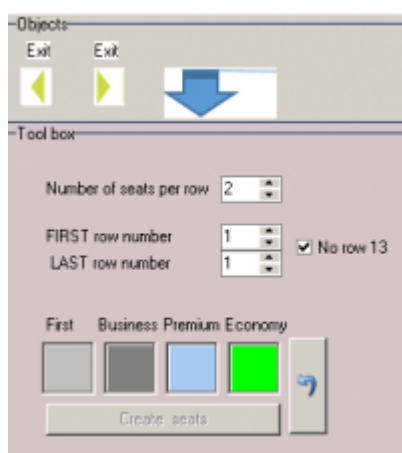 Objects
Exit Exit
Tool box
Number of seats per row 2
FIRST row number 1
LAST row number 1
No row 13
First Business Premium Economy
Create seats